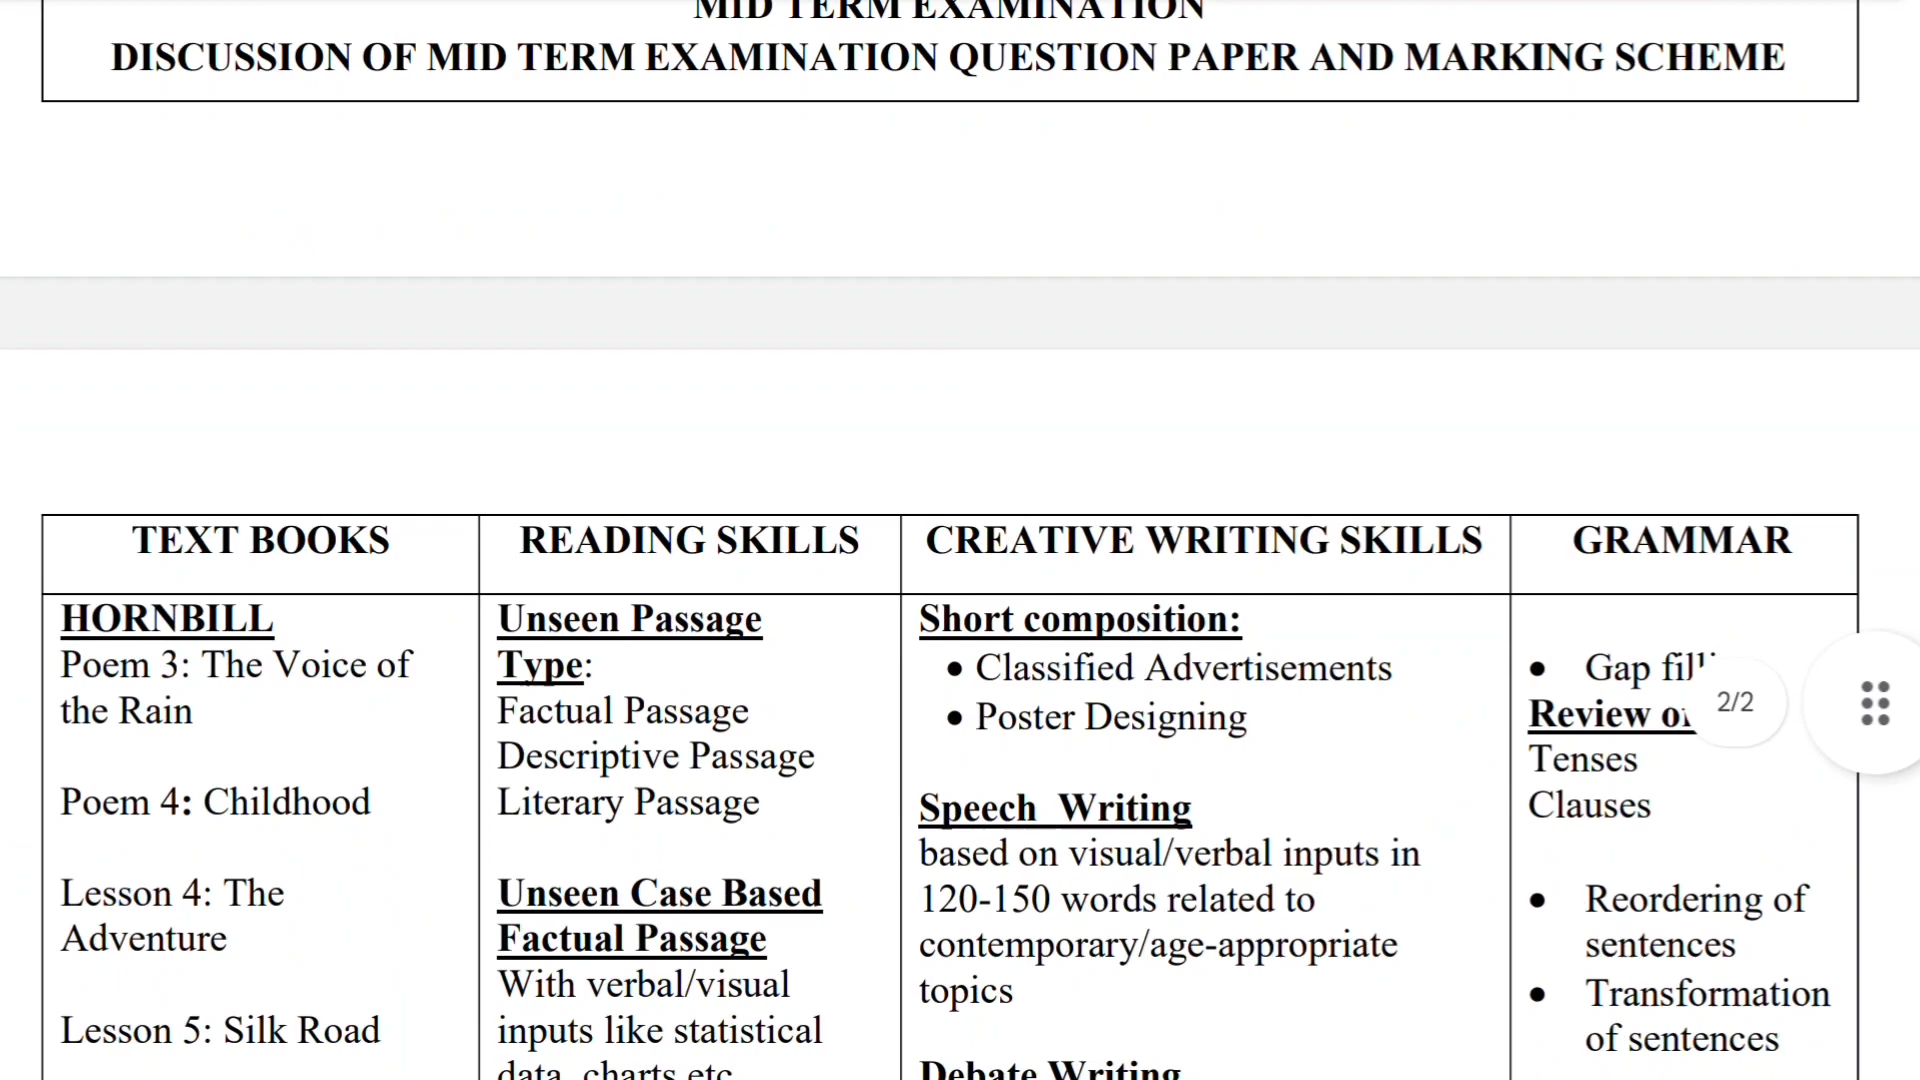 MID TERM EXAMINATION
DISCUSSION OF MID TERM EXAMINATION QUESTION PAPER AND MARKING SCHEME
TEXT BOOKS
READING SKILLS
CREATIVE WRITING SKILLS
GRAMMAR
HORNBILL
Poem 3: The Voice of
the Rain
Poem 4: Childhood
Lesson 4: The
Adventure
Lesson 5: Silk Road
Unseen Passage
Type:
Factual Passage
Descriptive Passage
Literary Passage
Unseen Case Based
Factual Passage
With verbal/visual
inputs like statistical
data, charts etc
Short composition:
• Classified Advertisements
• Poster Designing
Speech Writing
based on visual/verbal inputs in
120-150 words related to
contemporary/age-appropriate
topics
Debate Writing
• Gap
Review
Tenses
Clauses
• Reordering of
sentences
• Transformation
of sentences
2/2